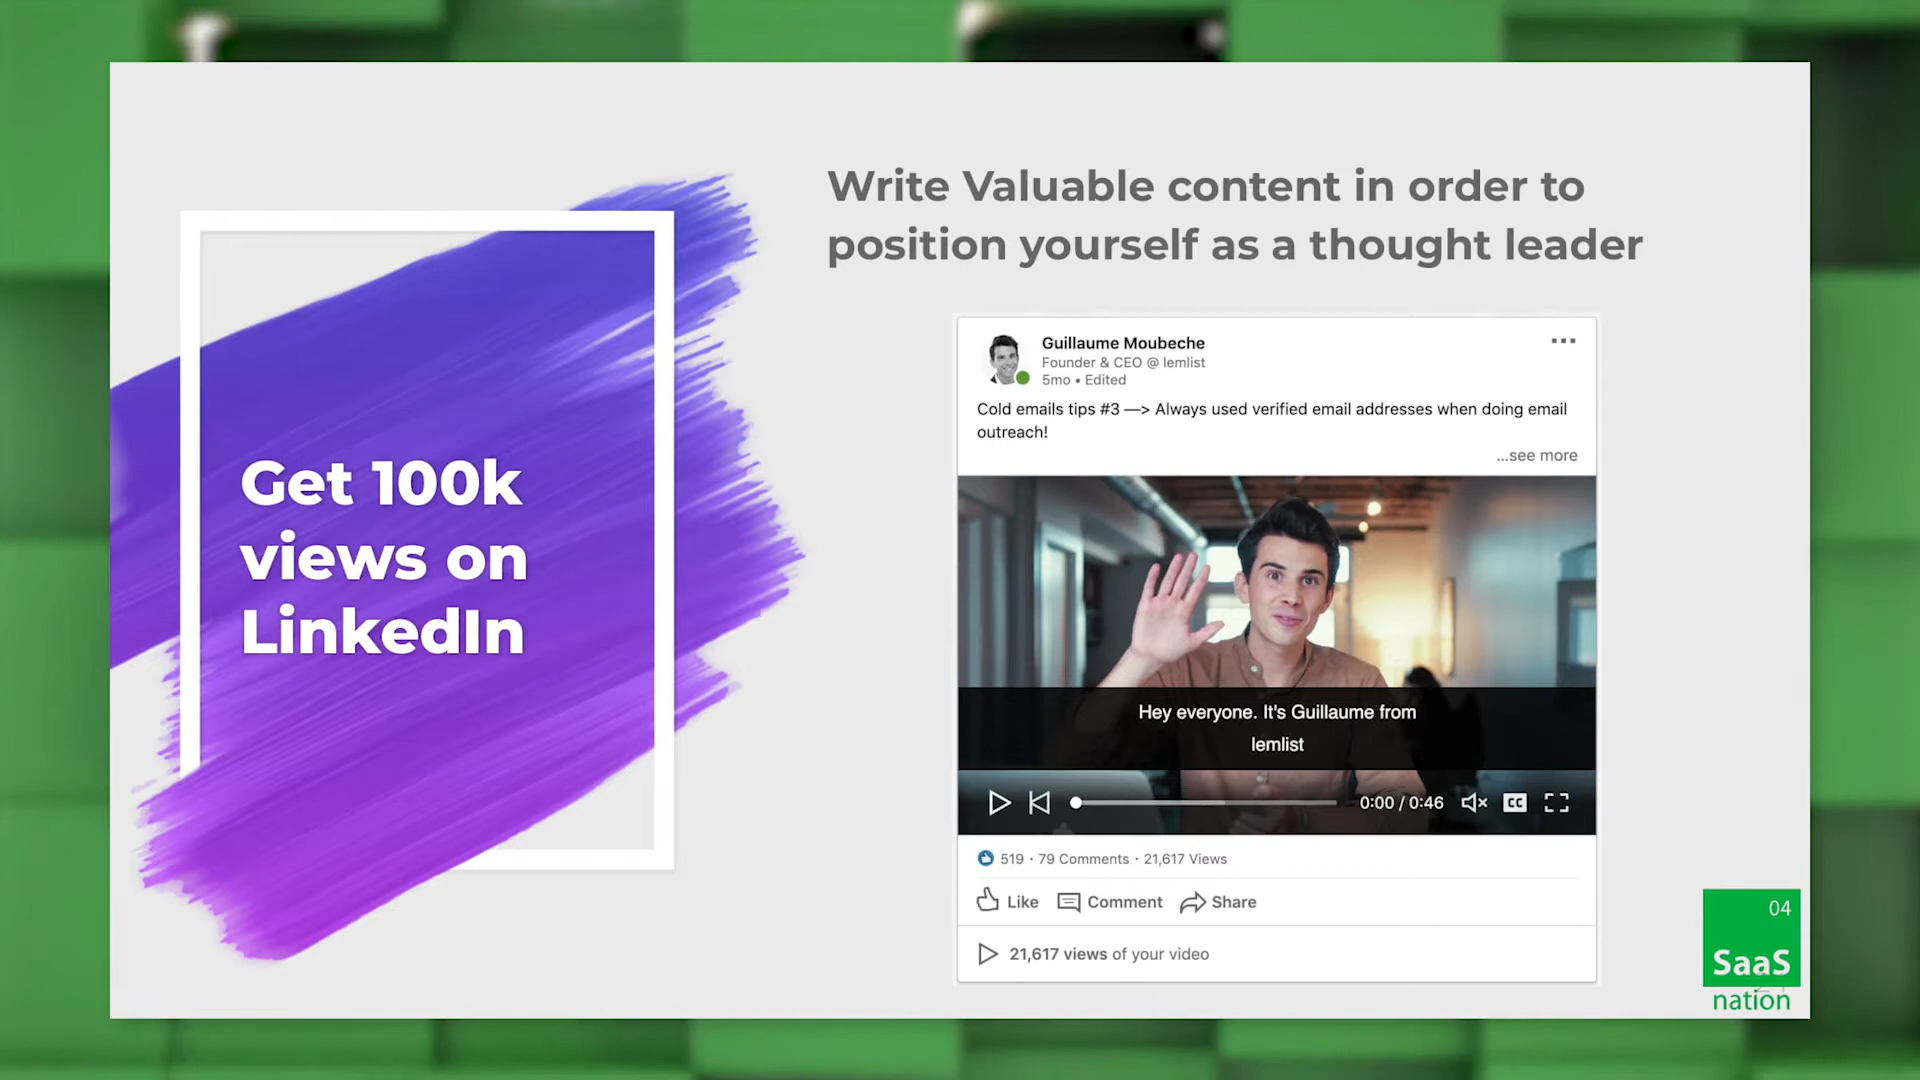 Write Valuable content in order to
position yourself as a thought leader
Get 100k
views on
LinkedIn
Guillaume Moubeche
Founder & CEO @ lemlist
5mo • Edited
Cold emails tips #3 —> Always used verified email addresses when doing email
outreach!
...see more
Hey everyone. It's Guillaume from
lemlist
0:00 / 0:46
CC
519 · 79 Comments · 21,617 Views
Like Comment Share
21,617 views of your video
04
SaaS
nation